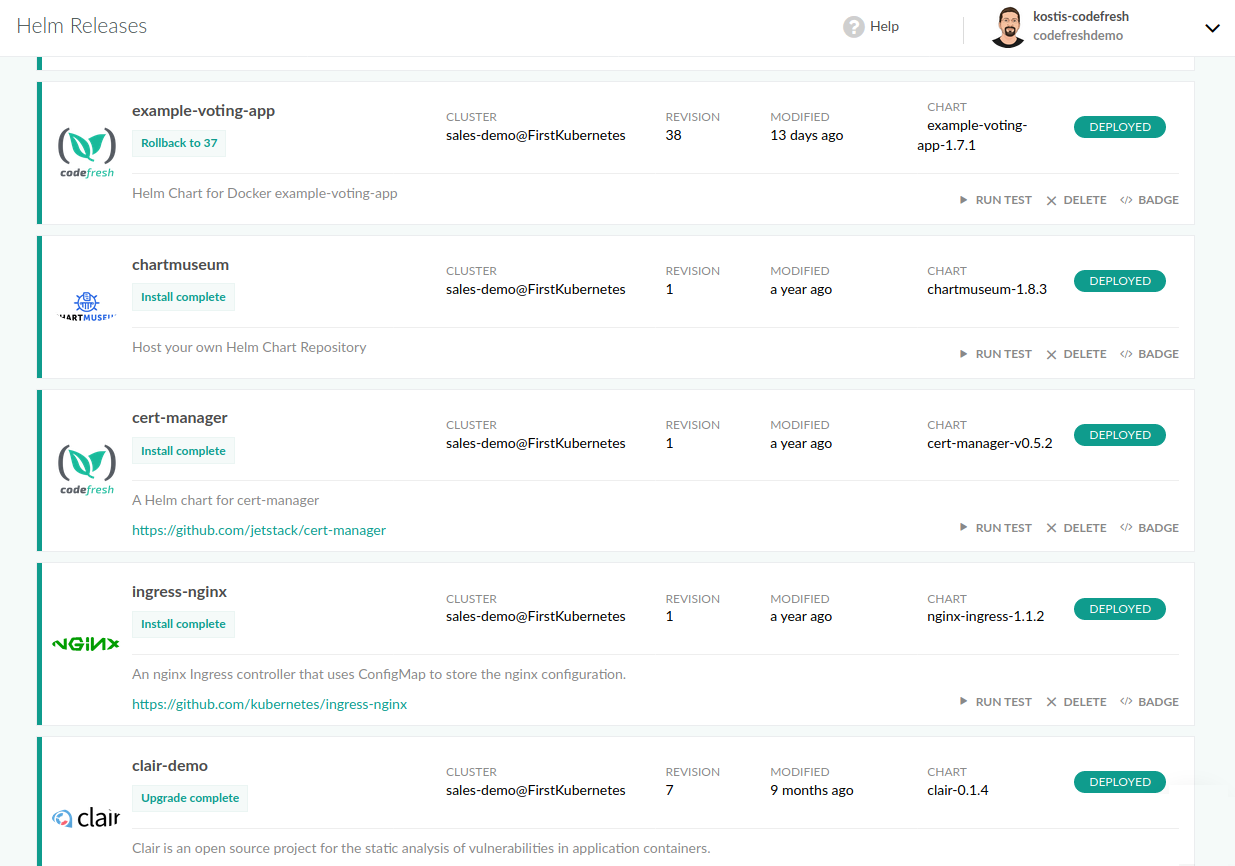 Helm Releases
? Help
kostis-codefresh
codefreshdemo
example-voting-app
Rollback to 37
CLUSTER
sales-demo@FirstKubernetes
REVISION
38
MODIFIED
13 days ago
CHART
example-voting-
app-1.7.1
DEPLOYED
codefresh
Helm Chart for Docker example-voting-app
RUN TEST DELETE </> BADGE
chartmuseum
Install complete
CLUSTER
sales-demo@FirstKubernetes
REVISION
1
MODIFIED
a year ago
CHART
chartmuseum-1.8.3
DEPLOYED
HARTMUSEU
Host your own Helm Chart Repository
RUN TEST DELETE </> BADGE
cert-manager
Install complete
CLUSTER
sales-demo@FirstKubernetes
REVISION
1
MODIFIED
a year ago
CHART
cert-manager-v0.5.2
DEPLOYED
codefresh
A Helm chart for cert-manager
https://github.com/jetstack/cert-manager
RUN TEST DELETE </> BADGE
ingress-nginx
Install complete
CLUSTER
sales-demo@FirstKubernetes
REVISION
1
MODIFIED
a year ago
CHART
nginx-ingress-1.1.2
DEPLOYED
NGINX
An nginx Ingress controller that uses ConfigMap to store the nginx configuration.
https://github.com/kubernetes/ingress-nginx
RUN TEST DELETE </> BADGE
clair-demo
Upgrade complete
CLUSTER
sales-demo@FirstKubernetes
REVISION
7
MODIFIED
9 months ago
CHART
clair-0.1.4
DEPLOYED
clair
Clair is an open source project for the static analysis of vulnerabilities in application containers.